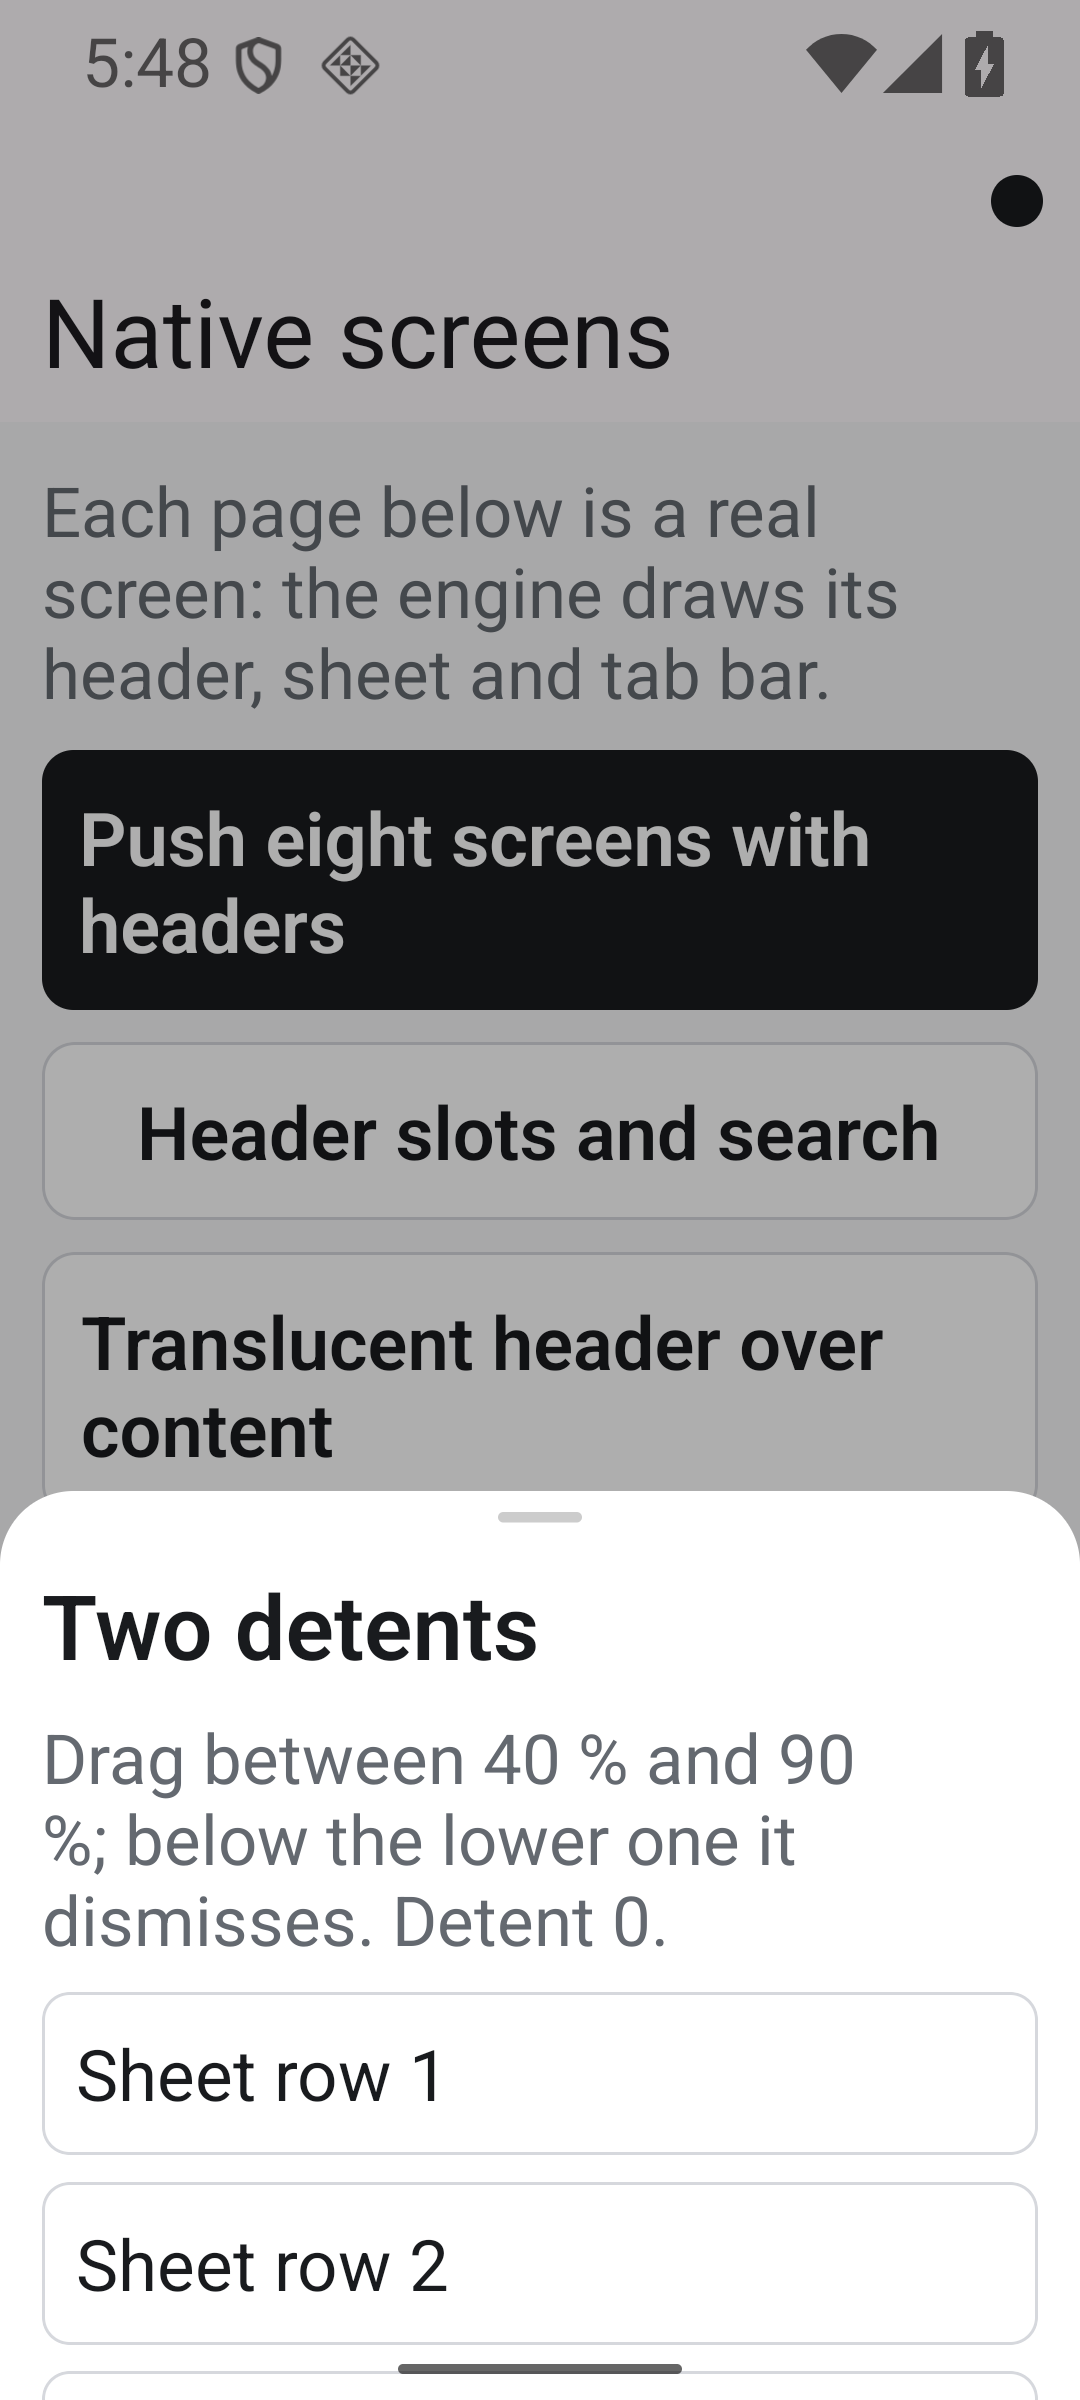 5:48
Native screens
Each page below is a real
screen: the engine draws its
header, sheet and tab bar.
Push eight screens with
headers
Header slots and search
Translucent header over
content
Two detents
Drag between 40 % and 90
%; below the lower one it
dismisses. Detent 0.
Sheet row 1
Sheet row 2